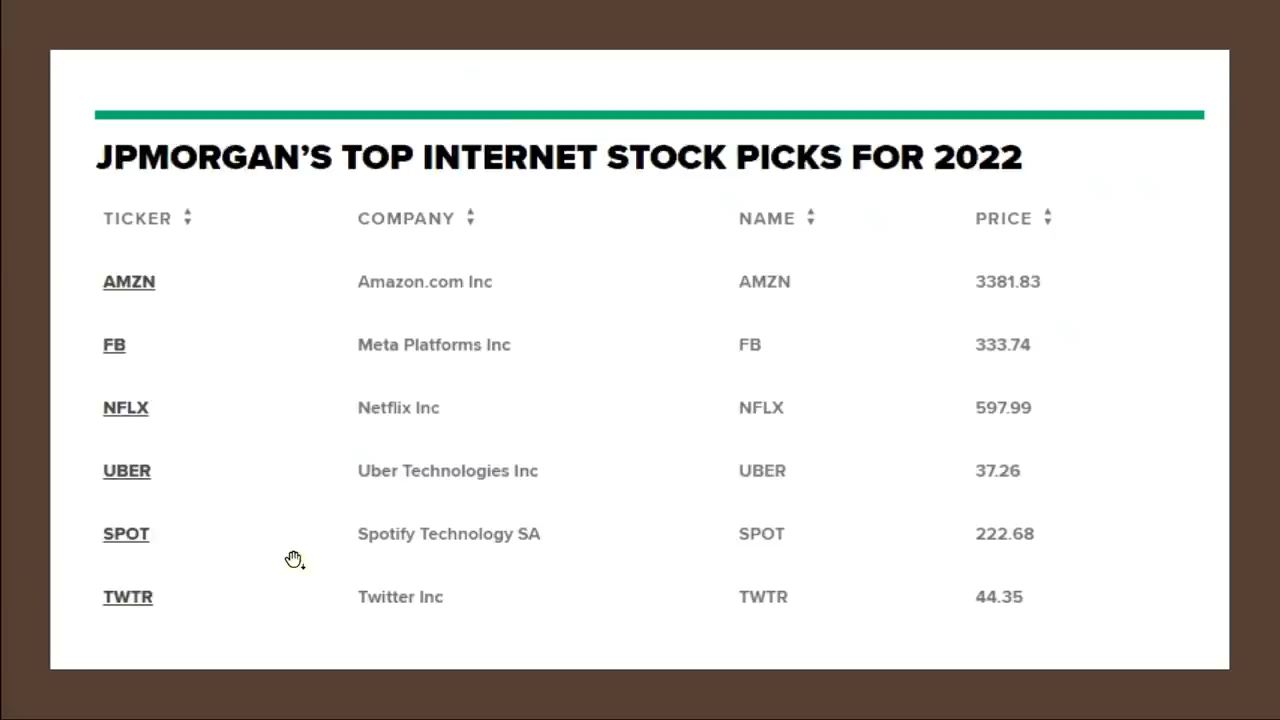 JPMORGAN’S TOP INTERNET STOCK PICKS FOR 2022
TICKER COMPANY NAME PRICE
AMZN Amazon.com Inc AMZN 3381.83
FB Meta Platforms Inc FB 333.74
NFLX Netflix Inc NFLX 597.99
UBER Uber Technologies Inc UBER 37.26
SPOT Spotify Technology SA SPOT 222.68
TWTR Twitter Inc TWTR 44.35